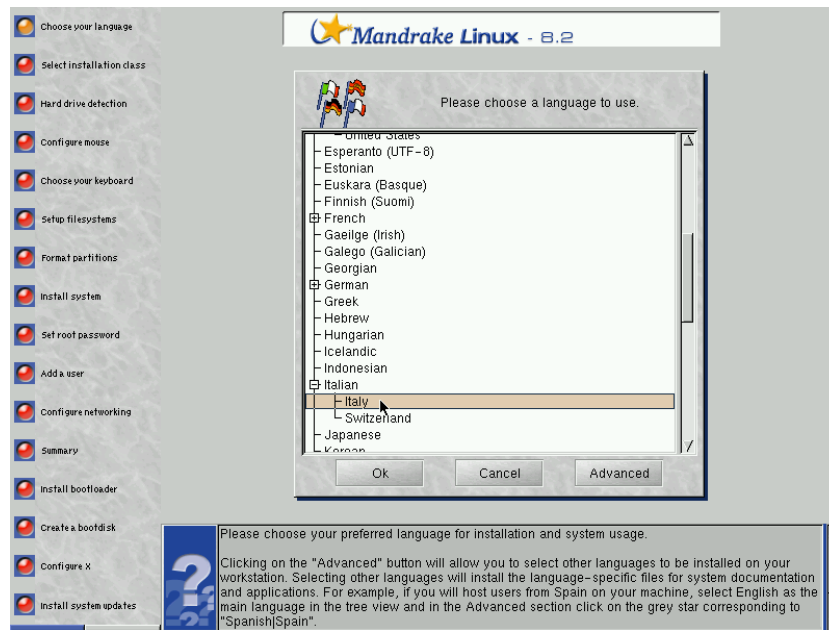 Choose your language
Select installation class
Hard drive detection
Configure mouse
Choose your keyboard
Setup filesystems
Format partitions
Install system
Set root password
Add a user
Configure networking
Summary
Install bootloader
Create a bootdisk
Configure X
Install system updates
Mandrake Linux - 8.2
Please choose a language to use.
United States
Esperanto (UTF-8)
Estonian
Euskara (Basque)
Finnish (Suomi)
French
Gaeilge (Irish)
Galego (Galician)
Georgian
German
Greek
Hebrew
Hungarian
Icelandic
Indonesian
Italian
Italy
Switzerland
Japanese
Korean
Ok Cancel Advanced
Please choose your preferred language for installation and system usage.
Clicking on the "Advanced" button will allow you to select other languages to be installed on your
workstation. Selecting other languages will install the language-specific files for system documentation
and applications. For example, if you will host users from Spain on your machine, select English as the
main language in the tree view and in the Advanced section click on the grey star corresponding to
"Spanish|Spain".